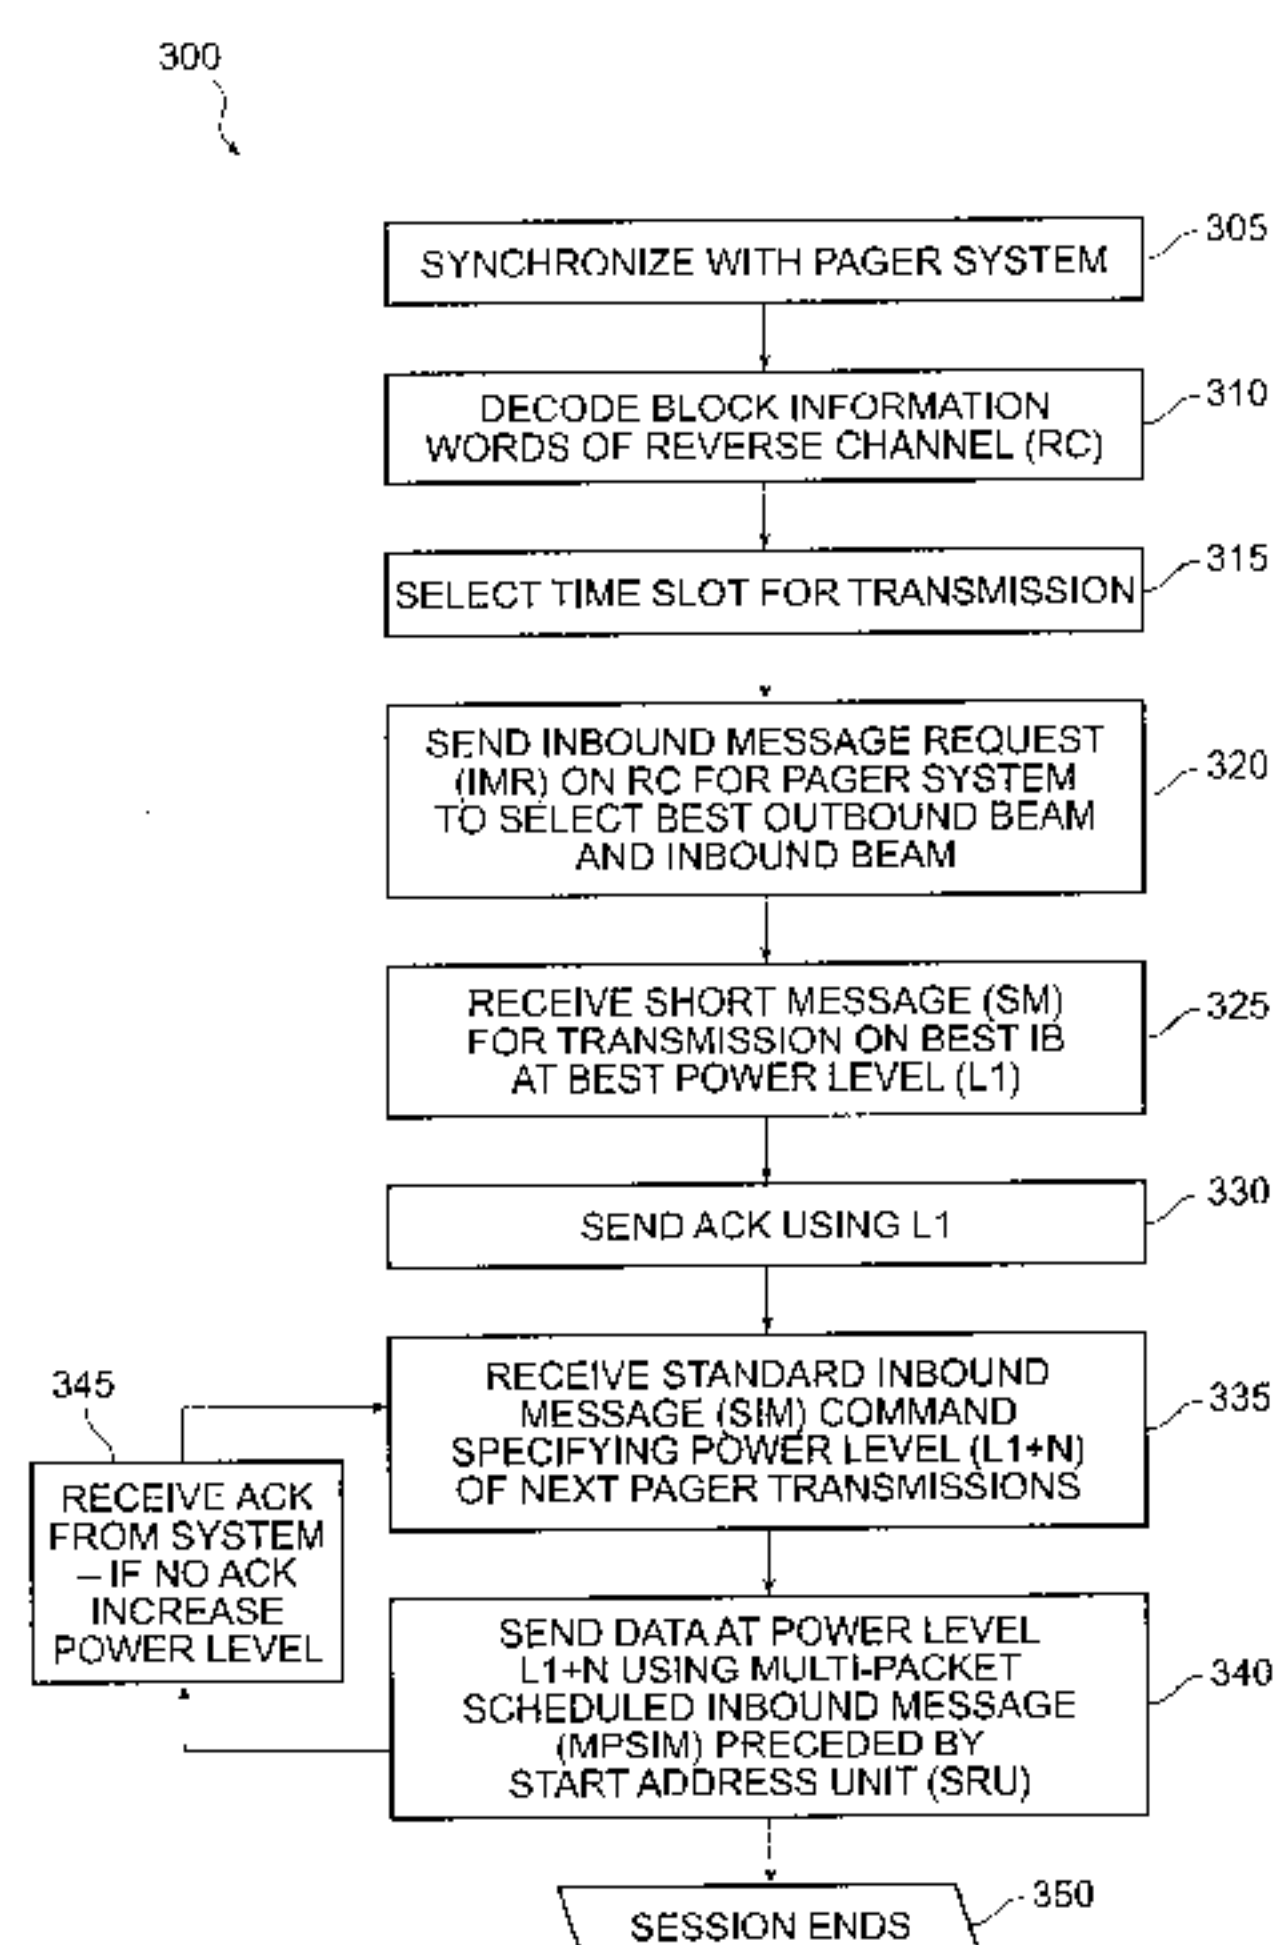 300
SYNCHRONIZE WITH PAGER SYSTEM
305
DECODE BLOCK INFORMATION
WORDS OF REVERSE CHANNEL (RC)
310
SELECT TIME SLOT FOR TRANSMISSION
315
SEND INBOUND MESSAGE REQUEST
(IMR) ON RC FOR PAGER SYSTEM
TO SELECT BEST OUTBOUND BEAM
AND INBOUND BEAM
320
RECEIVE SHORT MESSAGE (SM)
FOR TRANSMISSION ON BEST IB
AT BEST POWER LEVEL (L1)
325
SEND ACK USING L1
330
RECEIVE STANDARD INBOUND
MESSAGE (SIM) COMMAND
SPECIFYING POWER LEVEL (L1+N)
OF NEXT PAGER TRANSMISSIONS
335
345
RECEIVE ACK
FROM SYSTEM
– IF NO ACK
INCREASE
POWER LEVEL
SEND DATA AT POWER LEVEL
L1+N USING MULTI-PACKET
SCHEDULED INBOUND MESSAGE
(MPSIM) PRECEDED BY
START ADDRESS UNIT (SRU)
340
SESSION ENDS
350